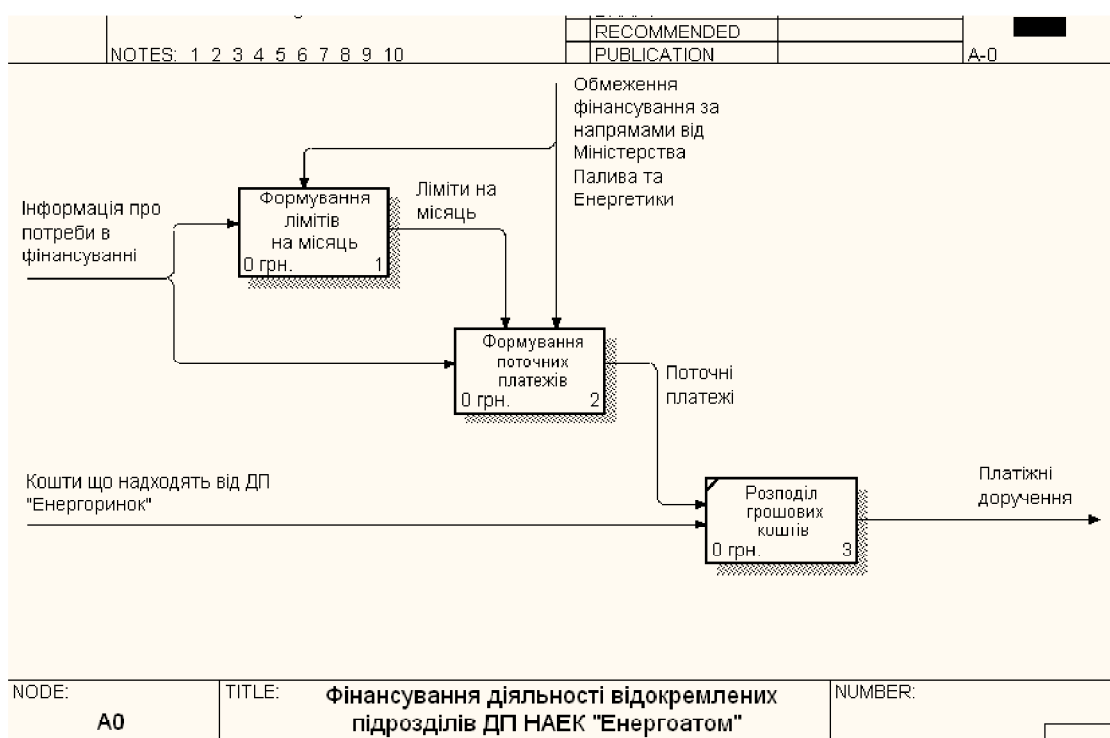 RECOMMENDED
NOTES: 1 2 3 4 5 6 7 8 9 10
PUBLICATION
A-0
Обмеження
фінансування за
напрямами від
Міністерства
Палива та
Енергетики
Інформація про
потреби в
фінансуванні
Формування
лімітів
на місяць
0 грн. 1
Ліміти на
місяць
Формування
поточних
платежів
0 грн. 2
Поточні
платежі
Кошти що надходять від ДП
"Енергоринок"
Розподіл
грошових
коштів
0 грн. 3
Платіжні
доручення
NODE:
A0
TITLE:
Фінансування діяльності відокремлених
підрозділів ДП НАЕК "Енергоатом"
NUMBER: